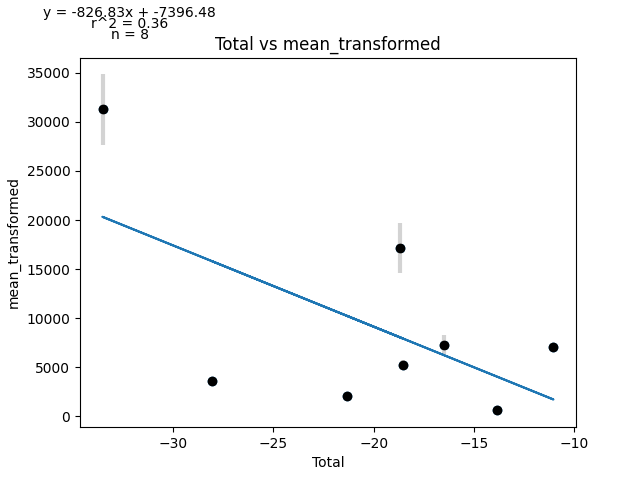 y = -826.83x + -7396.48
r^2 = 0.36
n = 8
Total vs mean_transformed
35000
30000
25000
20000
15000
10000
5000
0
mean_transformed
−30
−25
−20
−15
−10
Total